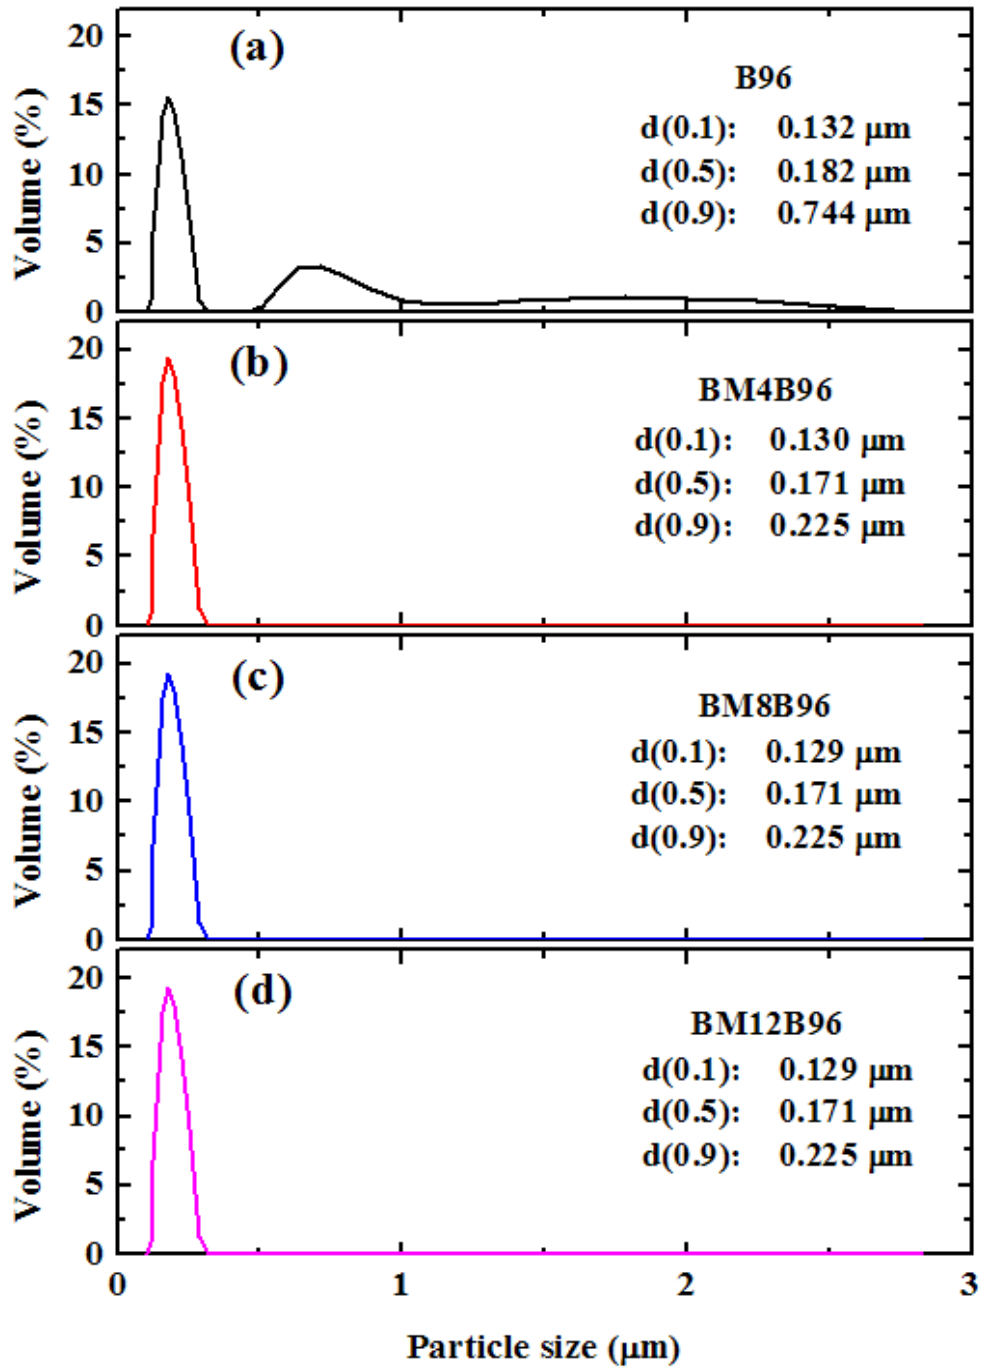 (a)
B96
d(0.1): 0.132 μm
d(0.5): 0.182 μm
d(0.9): 0.744 μm
Volume (%)
20
15
10
5
0
(b)
BM4B96
d(0.1): 0.130 μm
d(0.5): 0.171 μm
d(0.9): 0.225 μm
Volume (%)
20
15
10
5
0
(c)
BM8B96
d(0.1): 0.129 μm
d(0.5): 0.171 μm
d(0.9): 0.225 μm
Volume (%)
20
15
10
5
0
(d)
BM12B96
d(0.1): 0.129 μm
d(0.5): 0.171 μm
d(0.9): 0.225 μm
Volume (%)
20
15
10
5
0
0 1 2 3
Particle size (μm)